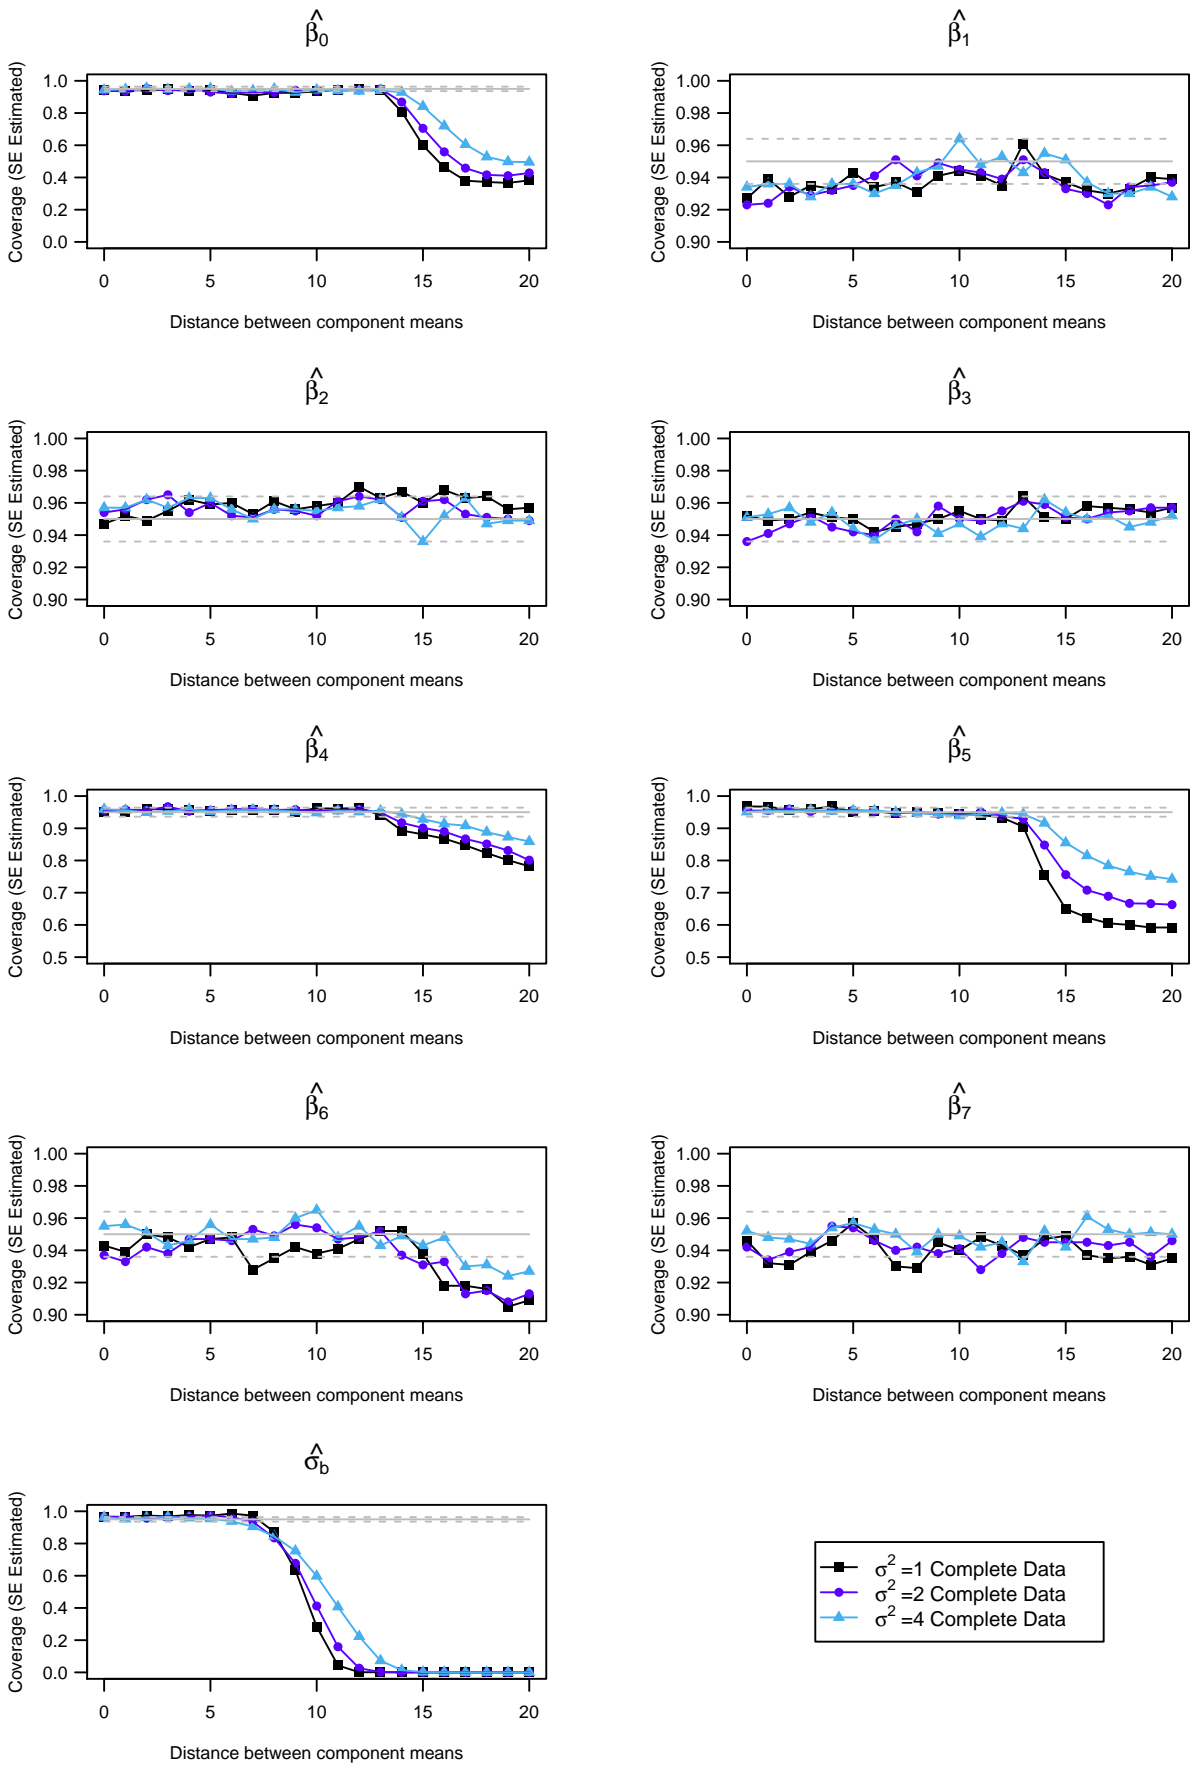 β̂0
Coverage (SE Estimated)
1.0
0.8
0.6
0.4
0.2
0.0
0 5 10 15 20
Distance between component means
β̂1
Coverage (SE Estimated)
1.00
0.98
0.96
0.94
0.92
0.90
0 5 10 15 20
Distance between component means
β̂2
Coverage (SE Estimated)
1.00
0.98
0.96
0.94
0.92
0.90
0 5 10 15 20
Distance between component means
β̂3
Coverage (SE Estimated)
1.00
0.98
0.96
0.94
0.92
0.90
0 5 10 15 20
Distance between component means
β̂4
Coverage (SE Estimated)
1.0
0.9
0.8
0.7
0.6
0.5
0 5 10 15 20
Distance between component means
β̂5
Coverage (SE Estimated)
1.0
0.9
0.8
0.7
0.6
0.5
0 5 10 15 20
Distance between component means
β̂6
Coverage (SE Estimated)
1.00
0.98
0.96
0.94
0.92
0.90
0 5 10 15 20
Distance between component means
β̂7
Coverage (SE Estimated)
1.00
0.98
0.96
0.94
0.92
0.90
0 5 10 15 20
Distance between component means
σ̂b
Coverage (SE Estimated)
1.0
0.8
0.6
0.4
0.2
0.0
0 5 10 15 20
Distance between component means
σ² =1 Complete Data
σ² =2 Complete Data
σ² =4 Complete Data